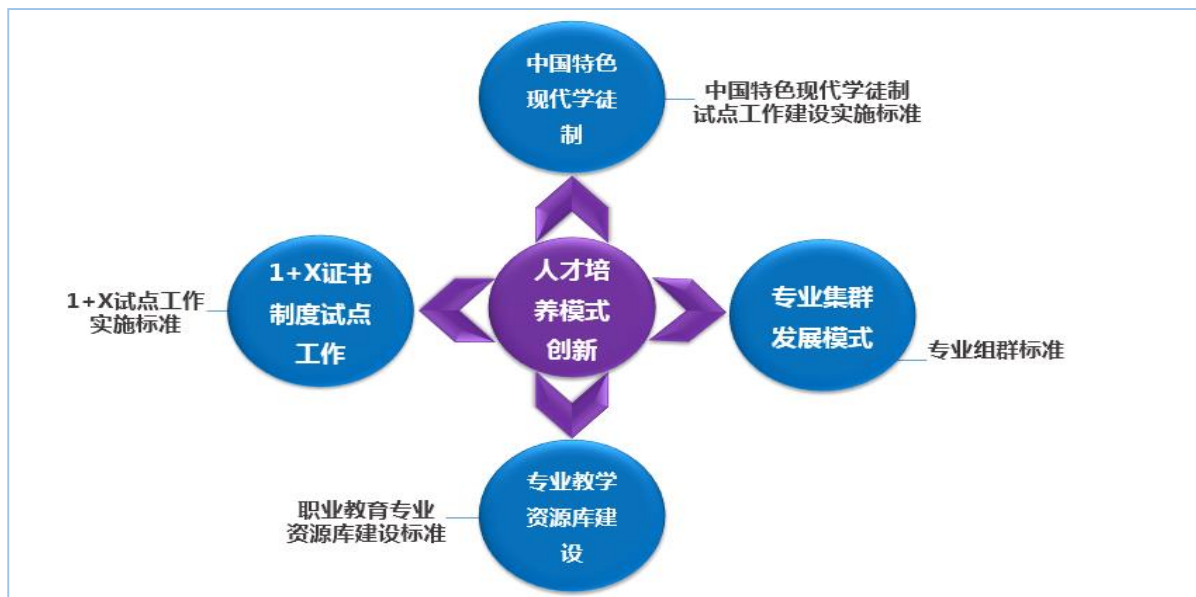 中国特色
现代学徒
制
中国特色现代学徒制
试点工作建设实施标准
1+X试点工作
实施标准
1+X证书
制度试点
工作
人才培
养模式
创新
专业集群
发展模式
专业组群标准
职业教育专业
资源库建设标准
专业教学
资源库建
设